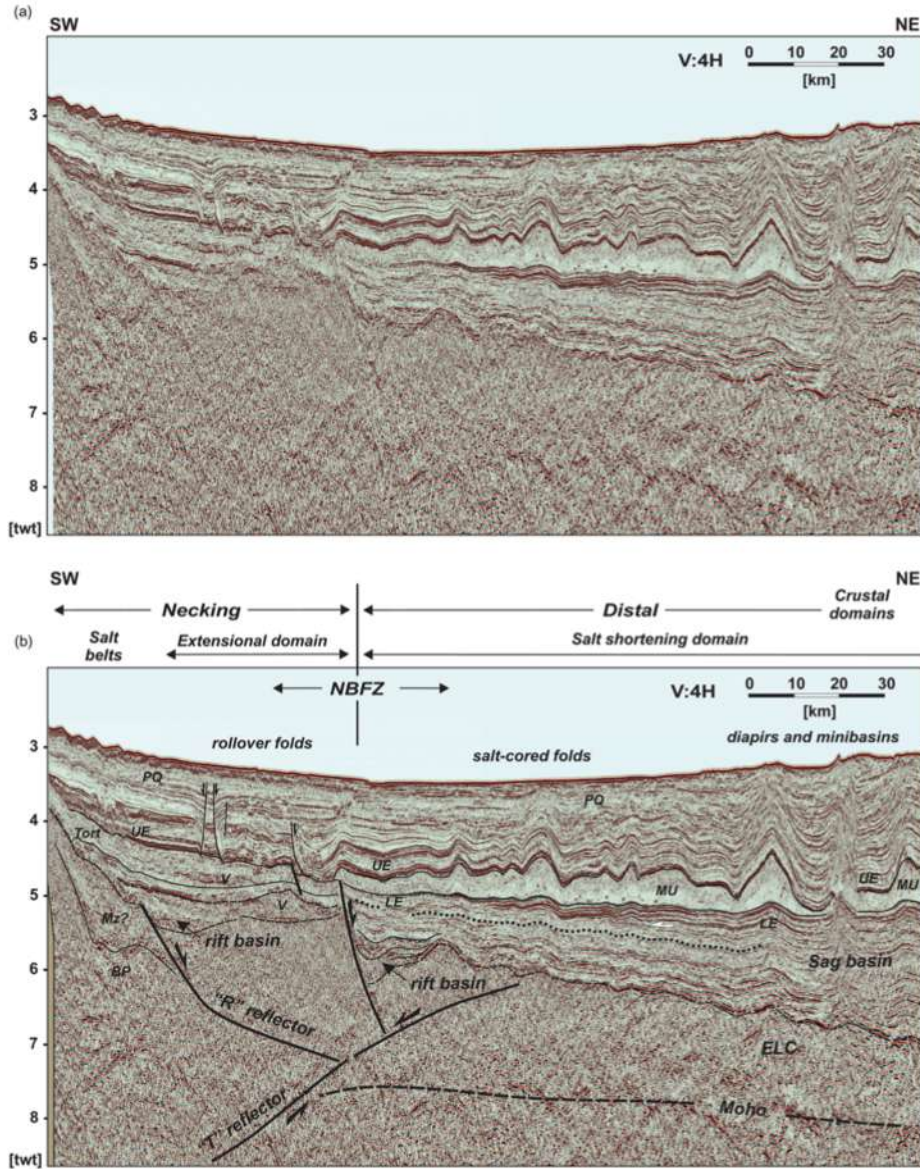 (a)
SW NE
V:4H 0 10 20 30
[km]
3
4
5
6
7
8
[twt]
SW NE
Necking Distal Crustal domains
(b)
Salt belts Extensional domain Salt shortening domain
NBFZ
V:4H 0 10 20 30
[km]
3
rollover folds salt-cored folds diapirs and minibasins
PQ PQ
4
Tort UE UE UE MU
V MU
5
V LE LE
Mz? rift basin Sag basin
6
BP rift basin
"R" reflector
7
ELC
"T" reflector Moho
8
[twt]